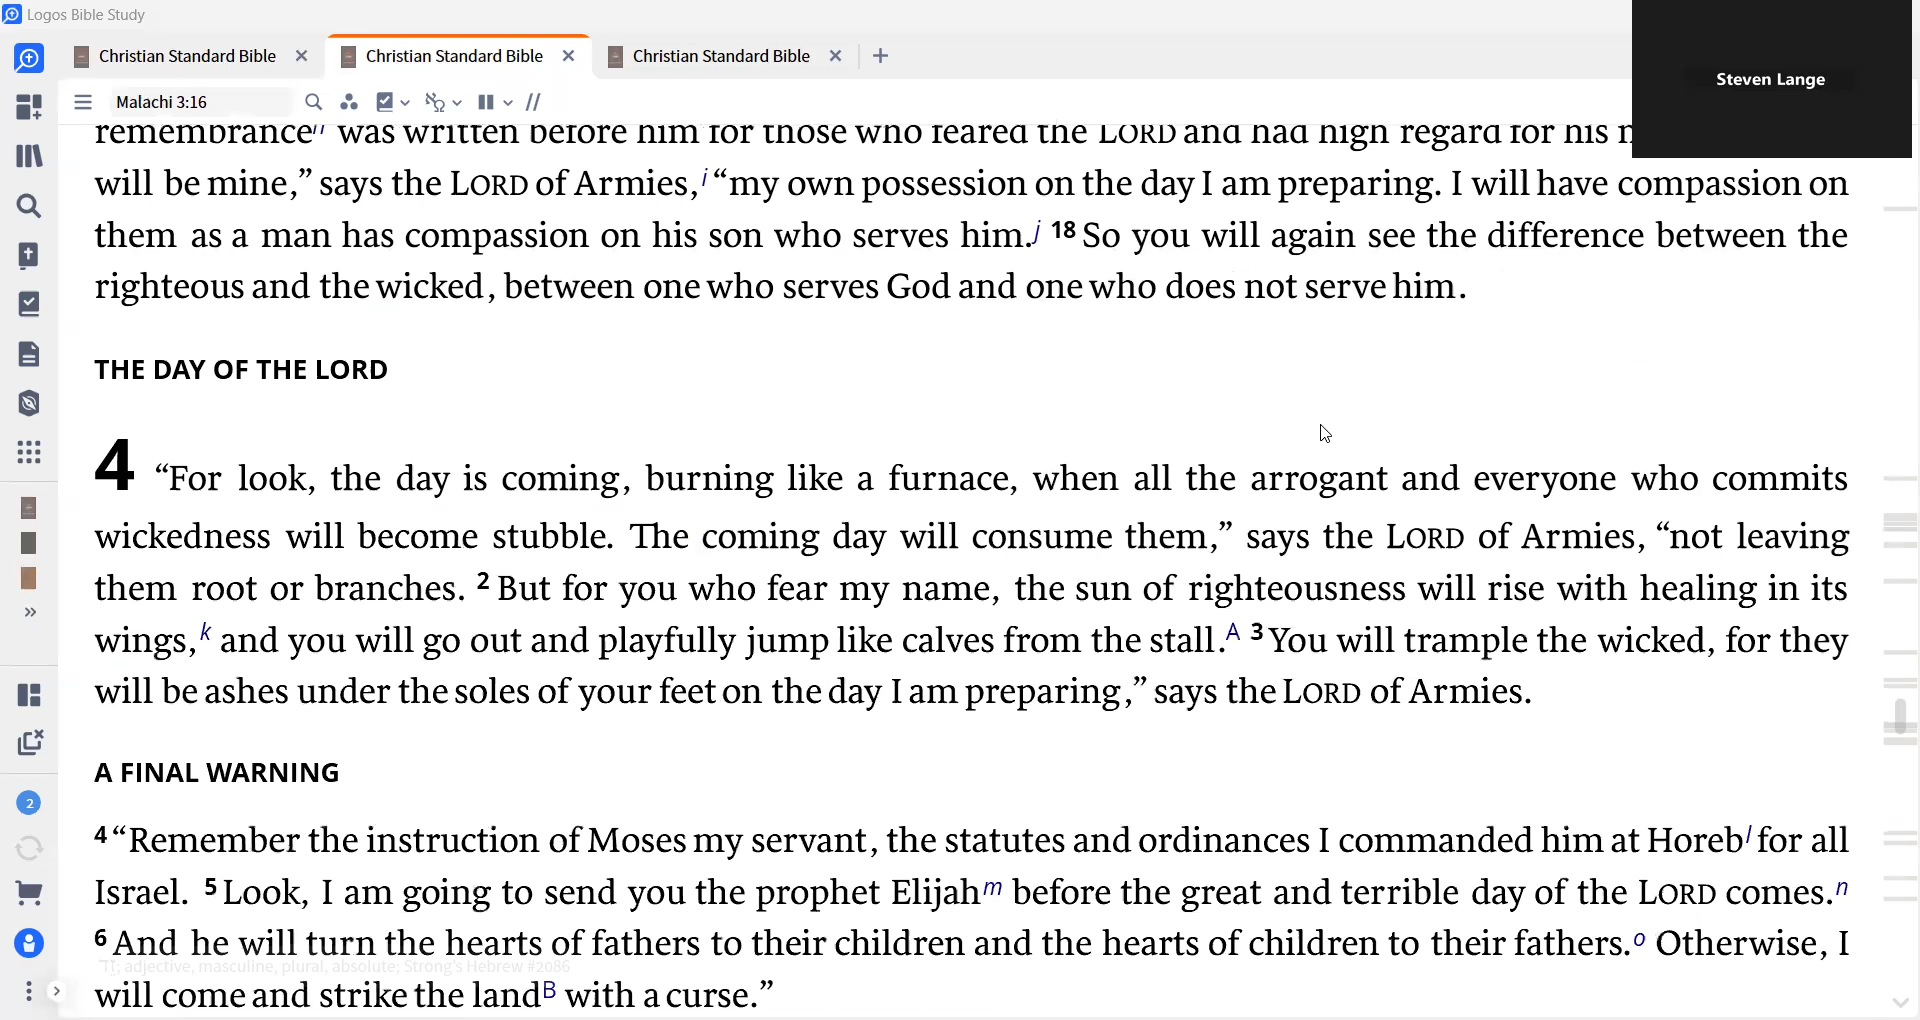 Logos Bible Study
Christian Standard Bible
Christian Standard Bible
Christian Standard Bible
Steven Lange
Malachi 3:16
remembranceʰ was written before him for those who feared the LORD and had high regard for his
will be mine,” says the LORD of Armies,ⁱ “my own possession on the day I am preparing. I will have compassion on
them as a man has compassion on his son who serves him.ʲ 18 So you will again see the difference between the
righteous and the wicked, between one who serves God and one who does not serve him.
THE DAY OF THE LORD
4 “For look, the day is coming, burning like a furnace, when all the arrogant and everyone who commits
wickedness will become stubble. The coming day will consume them,” says the LORD of Armies, “not leaving
them root or branches. 2 But for you who fear my name, the sun of righteousness will rise with healing in its
wings,ᵏ and you will go out and playfully jump like calves from the stall.ᴬ 3 You will trample the wicked, for they
will be ashes under the soles of your feet on the day I am preparing,” says the LORD of Armies.
A FINAL WARNING
4 “Remember the instruction of Moses my servant, the statutes and ordinances I commanded him at Horebˡ for all
Israel. 5 Look, I am going to send you the prophet Elijahᵐ before the great and terrible day of the LORD comes.ⁿ
6 And he will turn the hearts of fathers to their children and the hearts of children to their fathers.ᵒ Otherwise, I
adjective, masculine, plural, absolute; Strong's Hebrew #2086
will come and strike the landᴮ with a curse.”
2